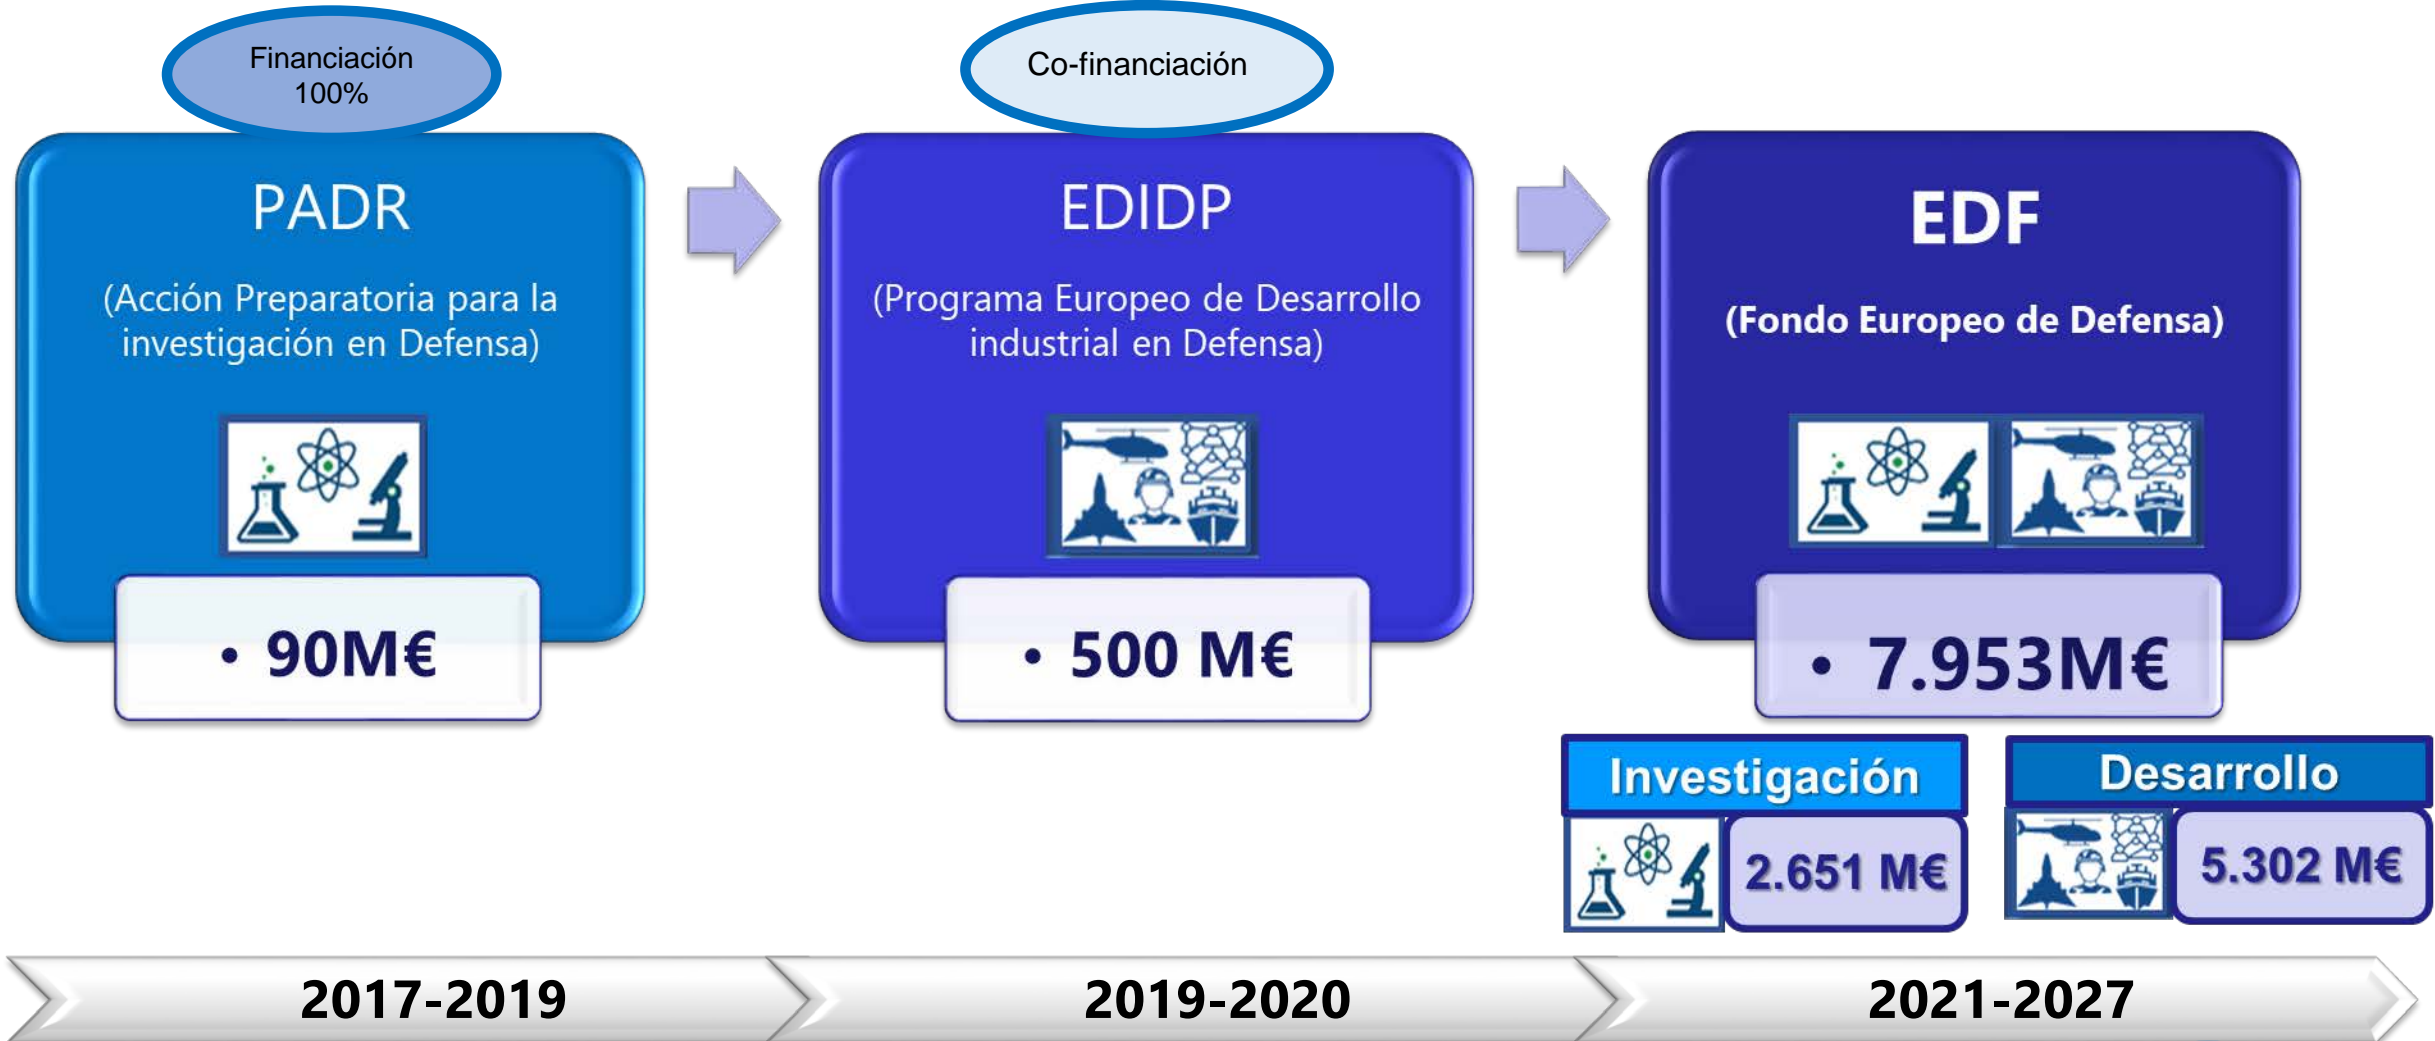 Financiación
100%
PADR
(Acción Preparatoria para la
investigación en Defensa)
• 90M€
Co-financiación
EDIDP
(Programa Europeo de Desarrollo
industrial en Defensa)
• 500 M€
EDF
(Fondo Europeo de Defensa)
• 7.953M€
Investigación
2.651 M€
Desarrollo
5.302 M€
2017-2019
2019-2020
2021-2027